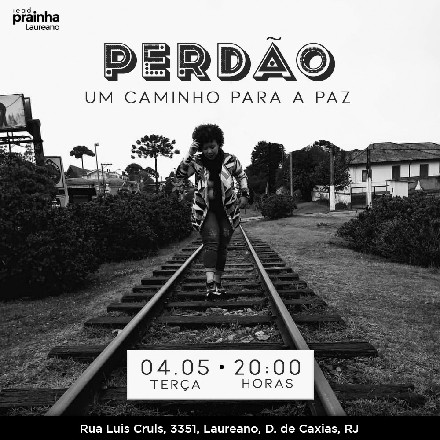 iead
prainha
Laureano
PERDÃO
UM CAMINHO PARA A PAZ
04.05 • 20:00
TERÇA HORAS
Rua Luis Cruls, 3351, Laureano, D. de Caxias, RJ